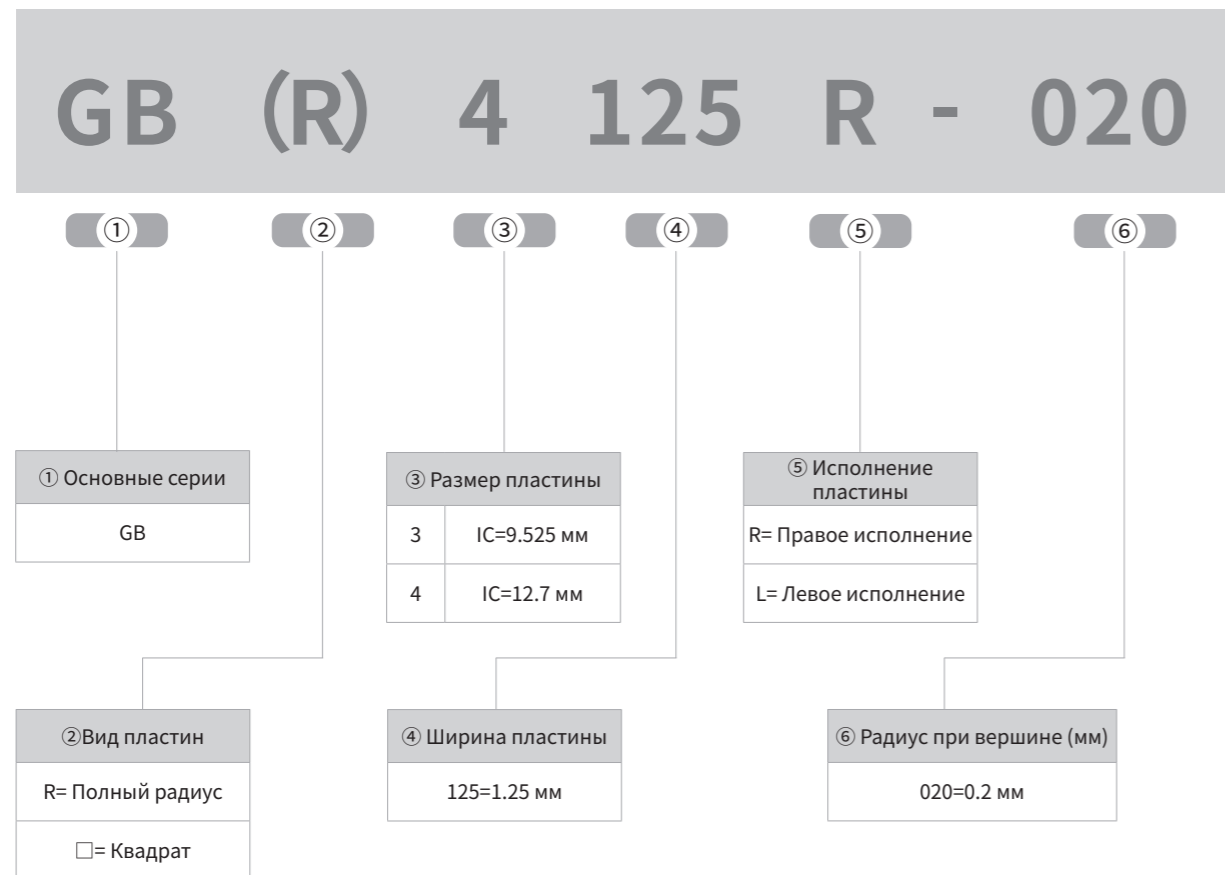 GB (R) 4 125 R - 020
① ② ③ ④ ⑤ ⑥
① Основные серии
GB
③ Размер пластины
3 IC=9.525 мм
4 IC=12.7 мм
⑤ Исполнение
пластины
R= Правое исполнение
L= Левое исполнение
②Вид пластин
R= Полный радиус
□= Квадрат
④ Ширина пластины
125=1.25 мм
⑥ Радиус при вершине (мм)
020=0.2 мм